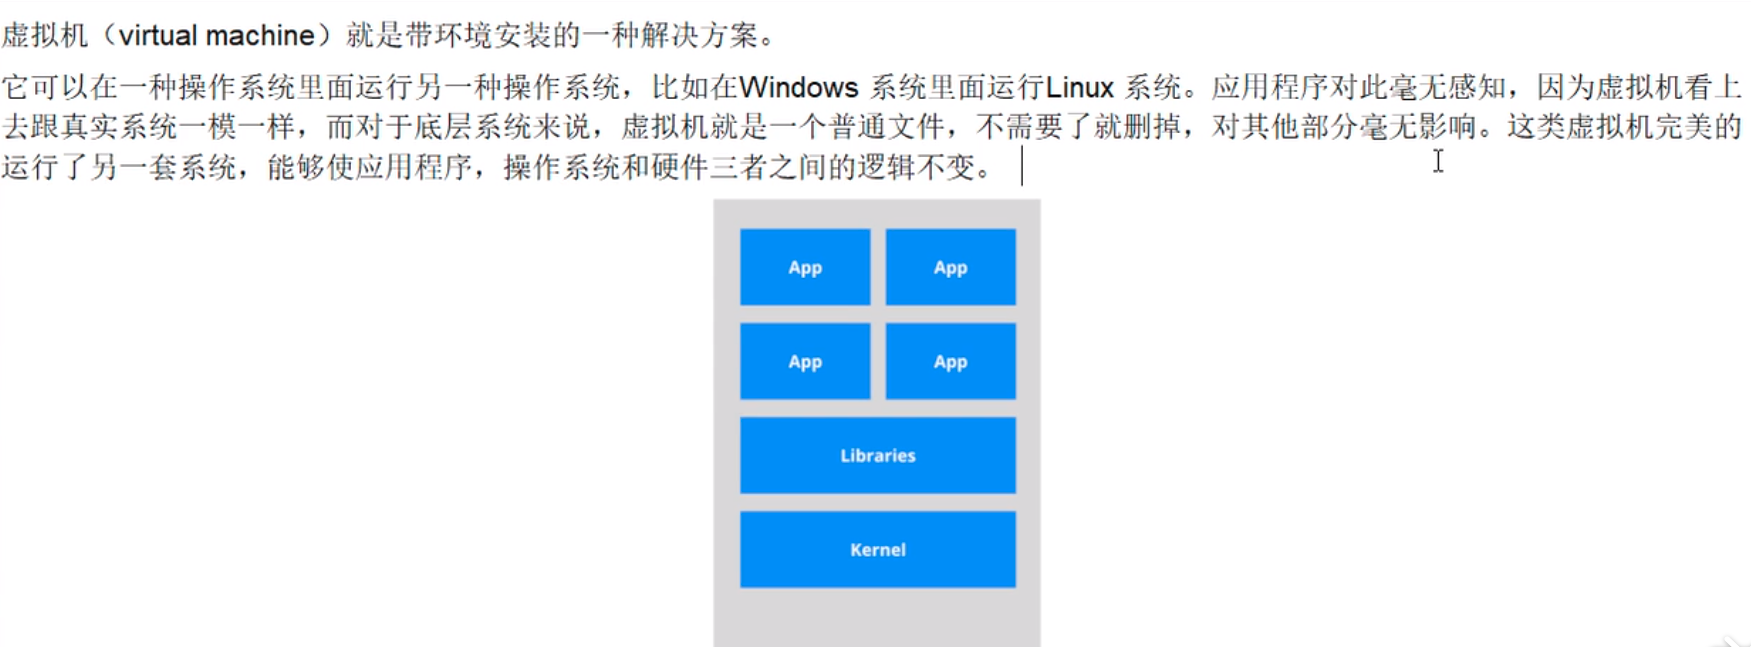 虚拟机（virtual machine）就是带环境安装的一种解决方案。
它可以在一种操作系统里面运行另一种操作系统，比如在Windows 系统里面运行Linux 系统。应用程序对此毫无感知，因为虚拟机看上
去跟真实系统一模一样，而对于底层系统来说，虚拟机就是一个普通文件，不需要了就删掉，对其他部分毫无影响。这类虚拟机完美的
运行了另一套系统，能够使应用程序，操作系统和硬件三者之间的逻辑不变。
App App
App App
Libraries
Kernel